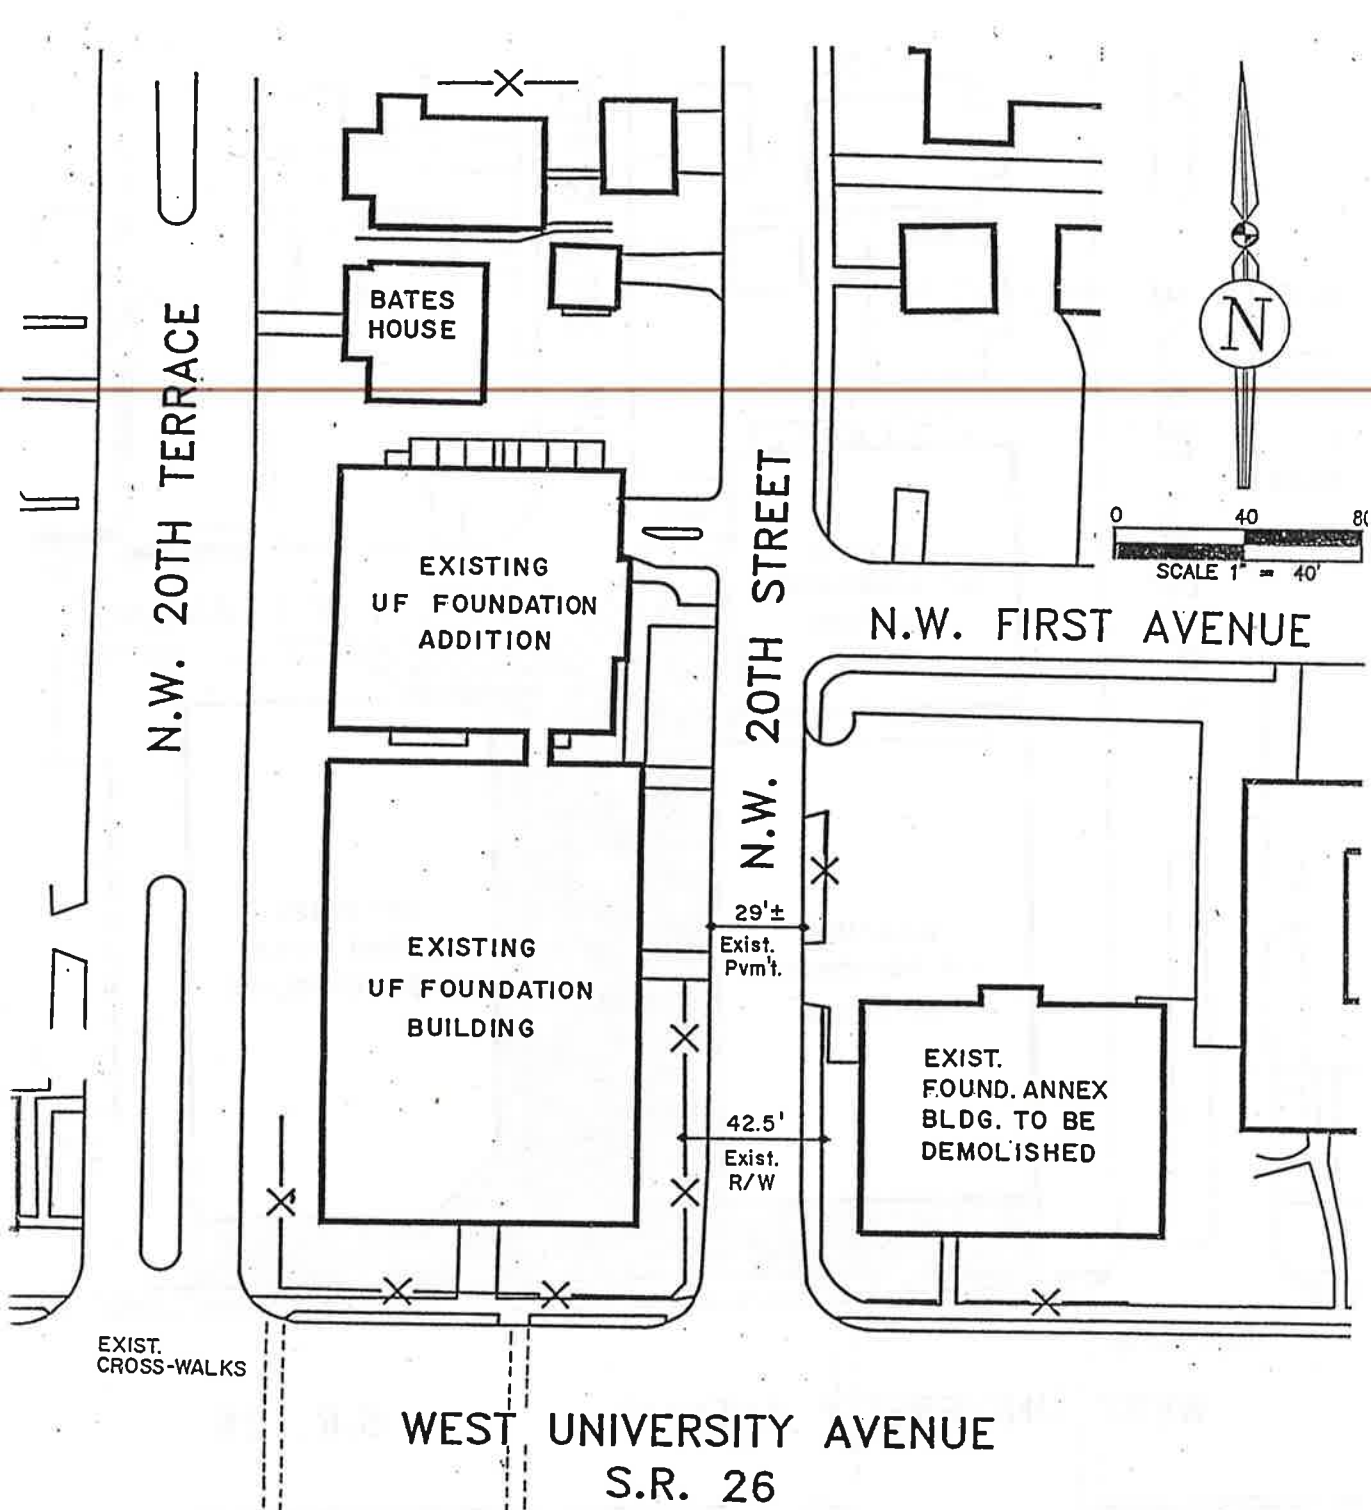 BATES
HOUSE
N.W. 20TH TERRACE
N
0 40
SCALE 1" = 40'
EXISTING
UF FOUNDATION
ADDITION
N.W. 20TH STREET
N.W. FIRST AVENUE
29'±
Exist.
Pvm't.
EXISTING
UF FOUNDATION
BUILDING
EXIST.
FOUND. ANNEX
BLDG. TO BE
DEMOLISHED
42.5'
Exist.
R/W
EXIST.
CROSS-WALKS
WEST UNIVERSITY AVENUE
S.R. 26